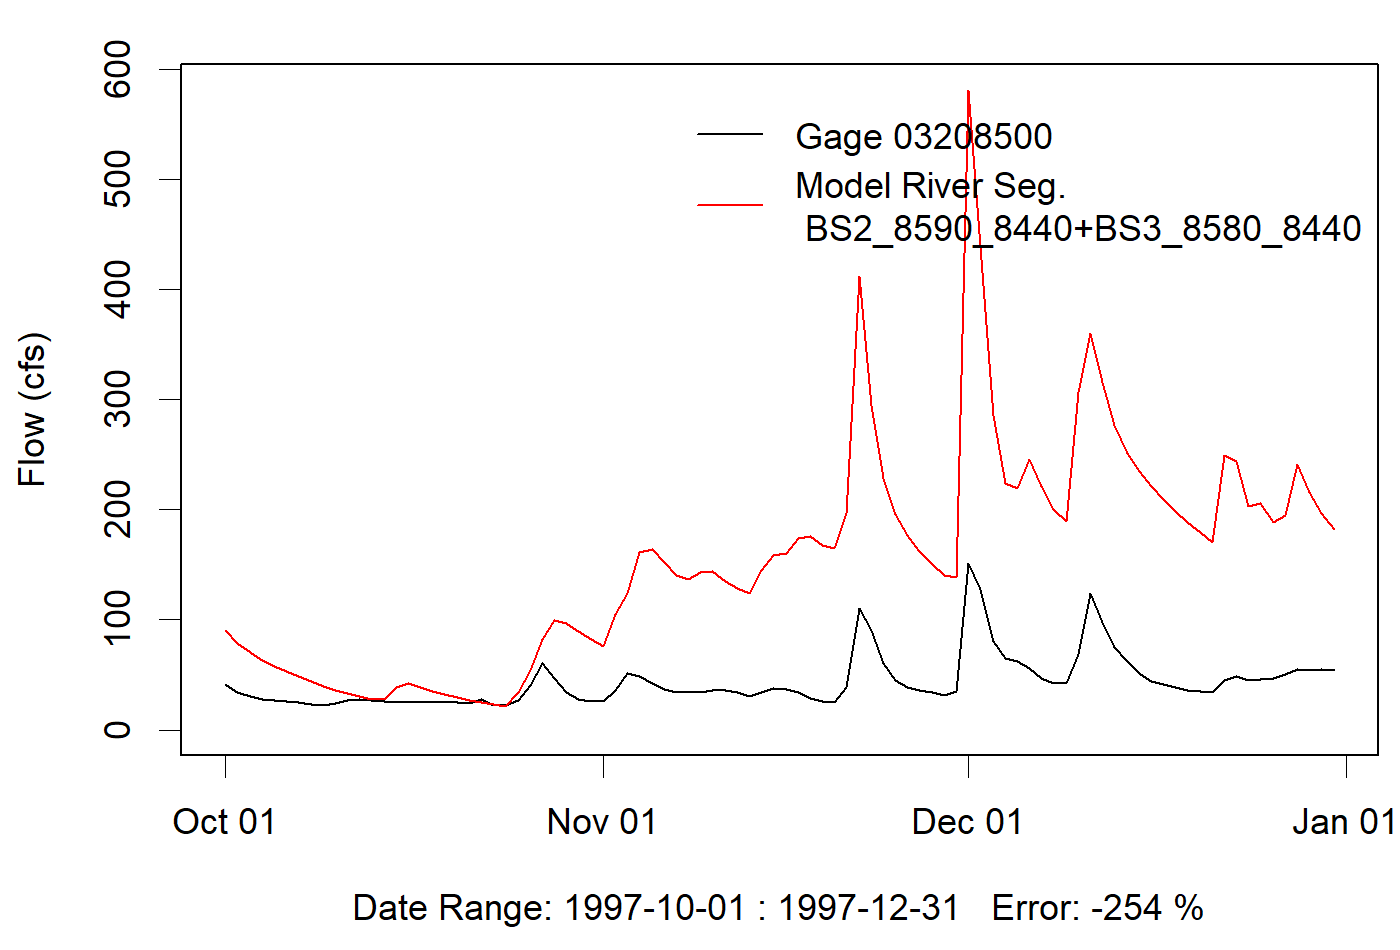 600
500
400
300
200
100
0
Flow (cfs)
Gage 03208500
Model River Seg.
BS2_8590_8440+BS3_8580_8440
Oct 01 Nov 01 Dec 01 Jan 01
Date Range: 1997-10-01 : 1997-12-31 Error: -254 %